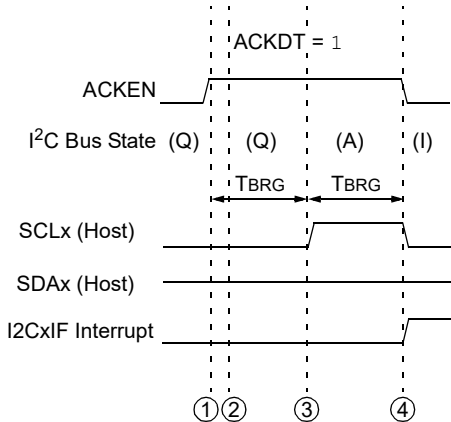 ACKDT = 1
ACKEN
I²C Bus State (Q) (Q) (A) (I)
TBRG TBRG
SCLx (Host)
SDAx (Host)
I2CxIF Interrupt
① ② ③ ④